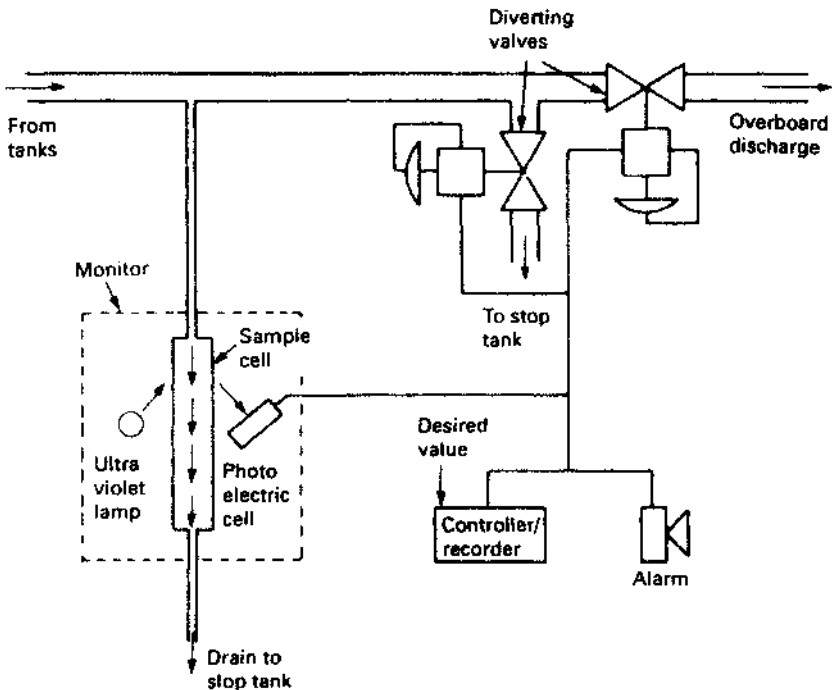 Diverting
valves
From
tanks
Overboard
discharge
Monitor
To stop
tank
Sample
cell
Desired
value
Ultra
violet
lamp
Photo
electric
cell
Controller/
recorder
Alarm
Drain to
stop tank